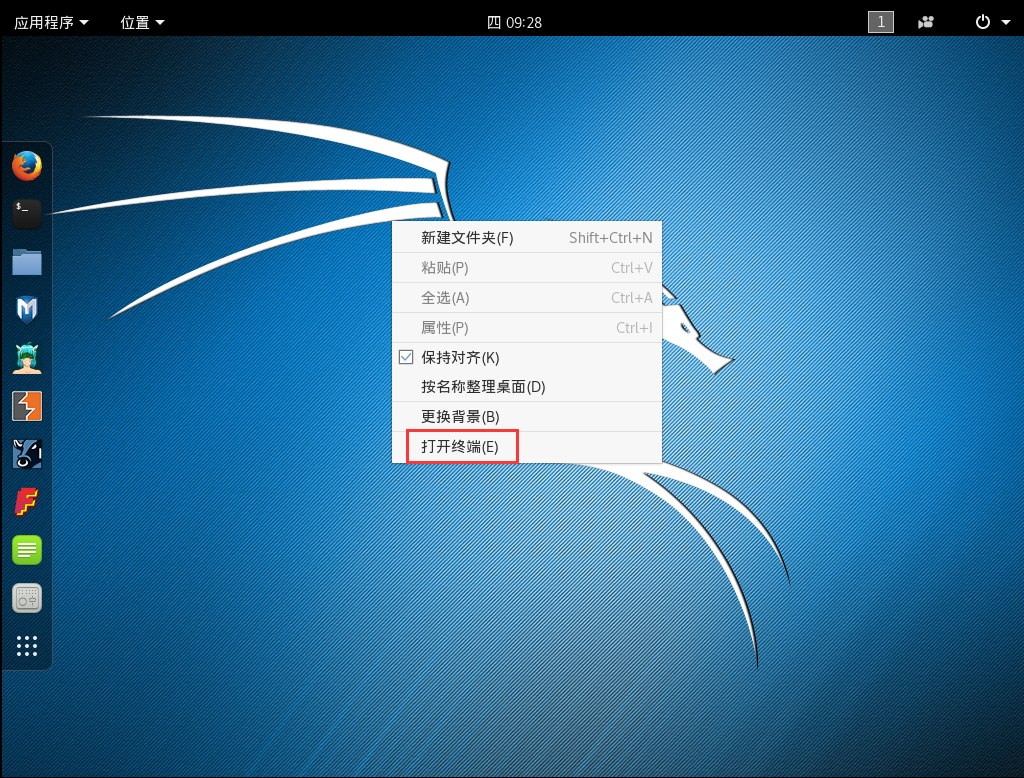 应用程序 位置 四 09:28 1
$_
新建文件夹(F) Shift+Ctrl+N
粘贴(P) Ctrl+V
全选(A) Ctrl+A
属性(P) Ctrl+I
保持对齐(K)
按名称整理桌面(D)
更换背景(B)
打开终端(E)